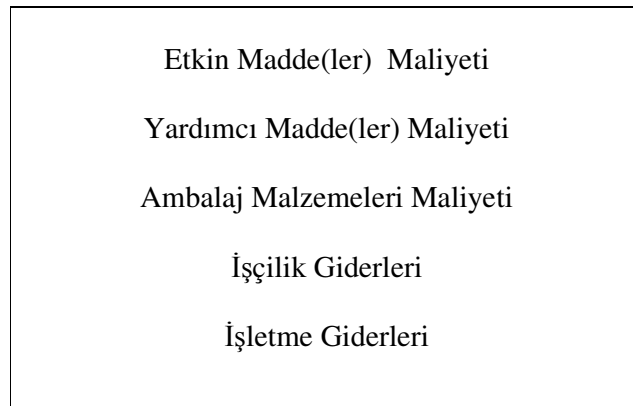 Etkin Madde(ler) Maliyeti
Yardımcı Madde(ler) Maliyeti
Ambalaj Malzemeleri Maliyeti
İşçilik Giderleri
İşletme Giderleri